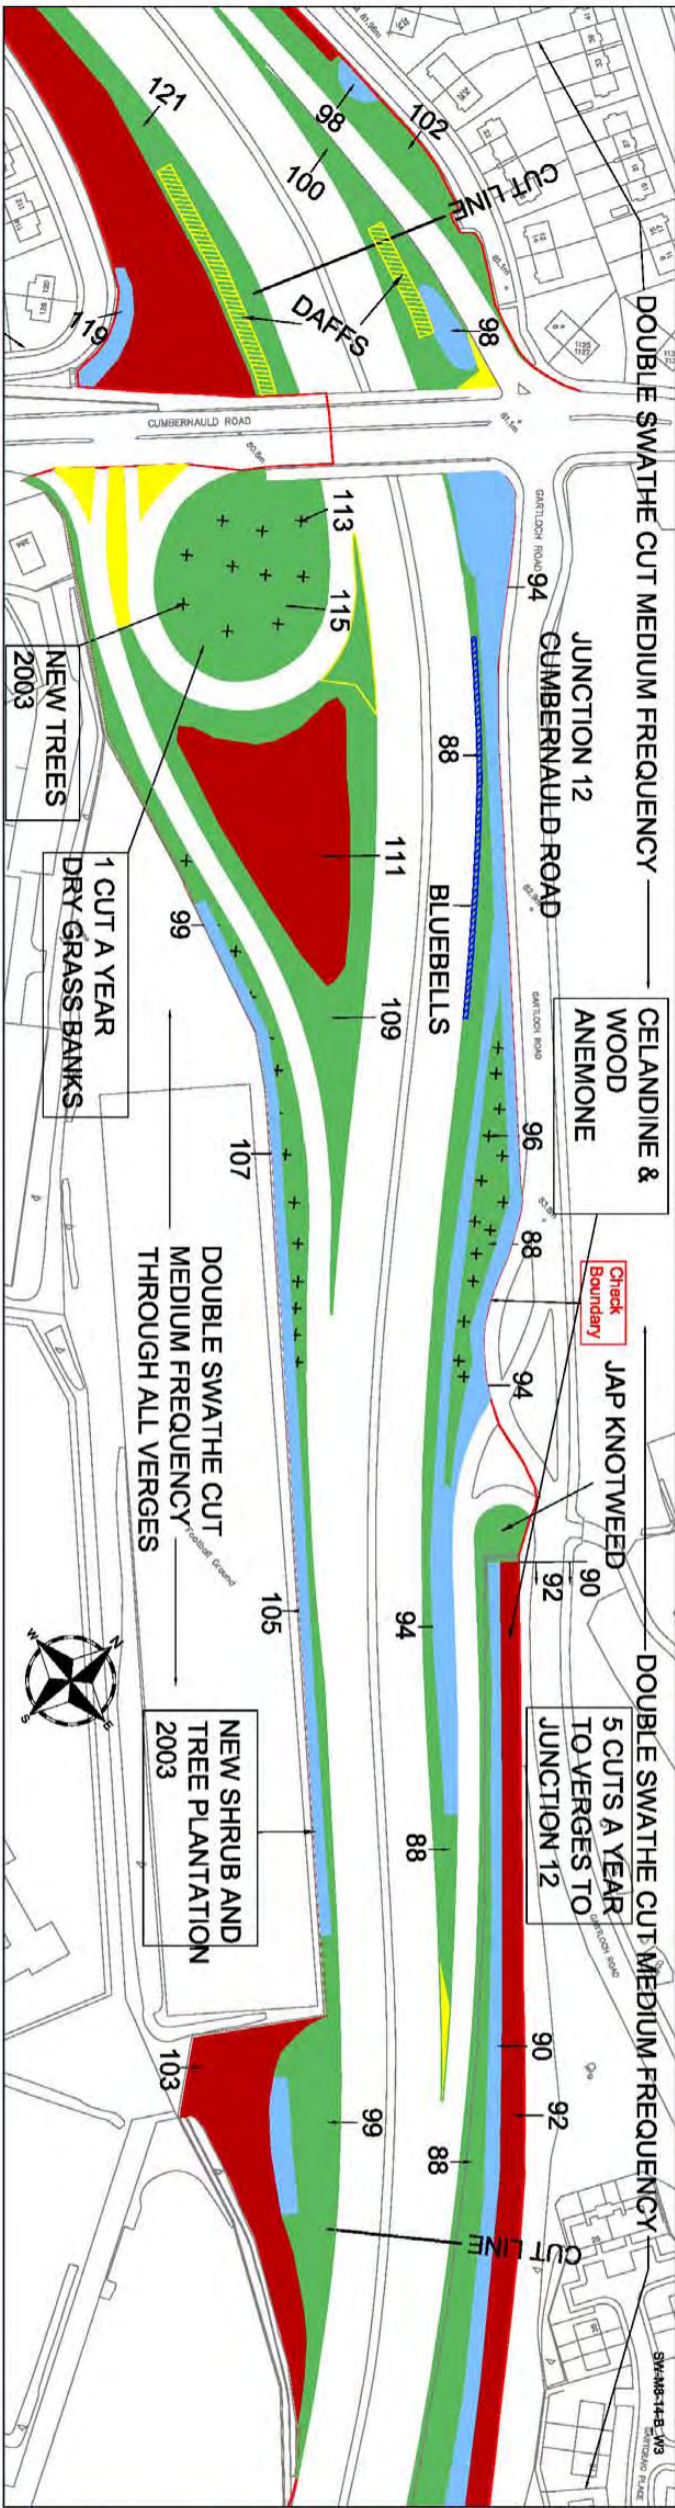 DOUBLE SWATHE CUT MEDIUM FREQUENCY
DOUBLE SWATHE CUT MEDIUM FREQUENCY
SW-M8-14-B_W3
CELANDINE &
WOOD
ANEMONE
Check
Boundary
JAP KNOTWEED
5 CUTS A YEAR
TO VERGES TO
JUNCTION 12
JUNCTION 12
CUMBERNAULD ROAD
GARTLOCH ROAD
GARTLOCH ROAD
GARTLOCH ROAD
CUMBERNAULD ROAD
121
98
102
100
CUT LINE
DAFFS
98
119
94
88
BLUEBELLS
96
88
94
90
92
94
88
90
92
88
CUT LINE
113
115
111
109
99
107
105
103
99
NEW TREES
2003
1 CUT A YEAR
DRY GRASS BANKS
DOUBLE SWATHE CUT
MEDIUM FREQUENCY
THROUGH ALL VERGES
Football Ground
NEW SHRUB AND
TREE PLANTATION
2003
N
E
S
W